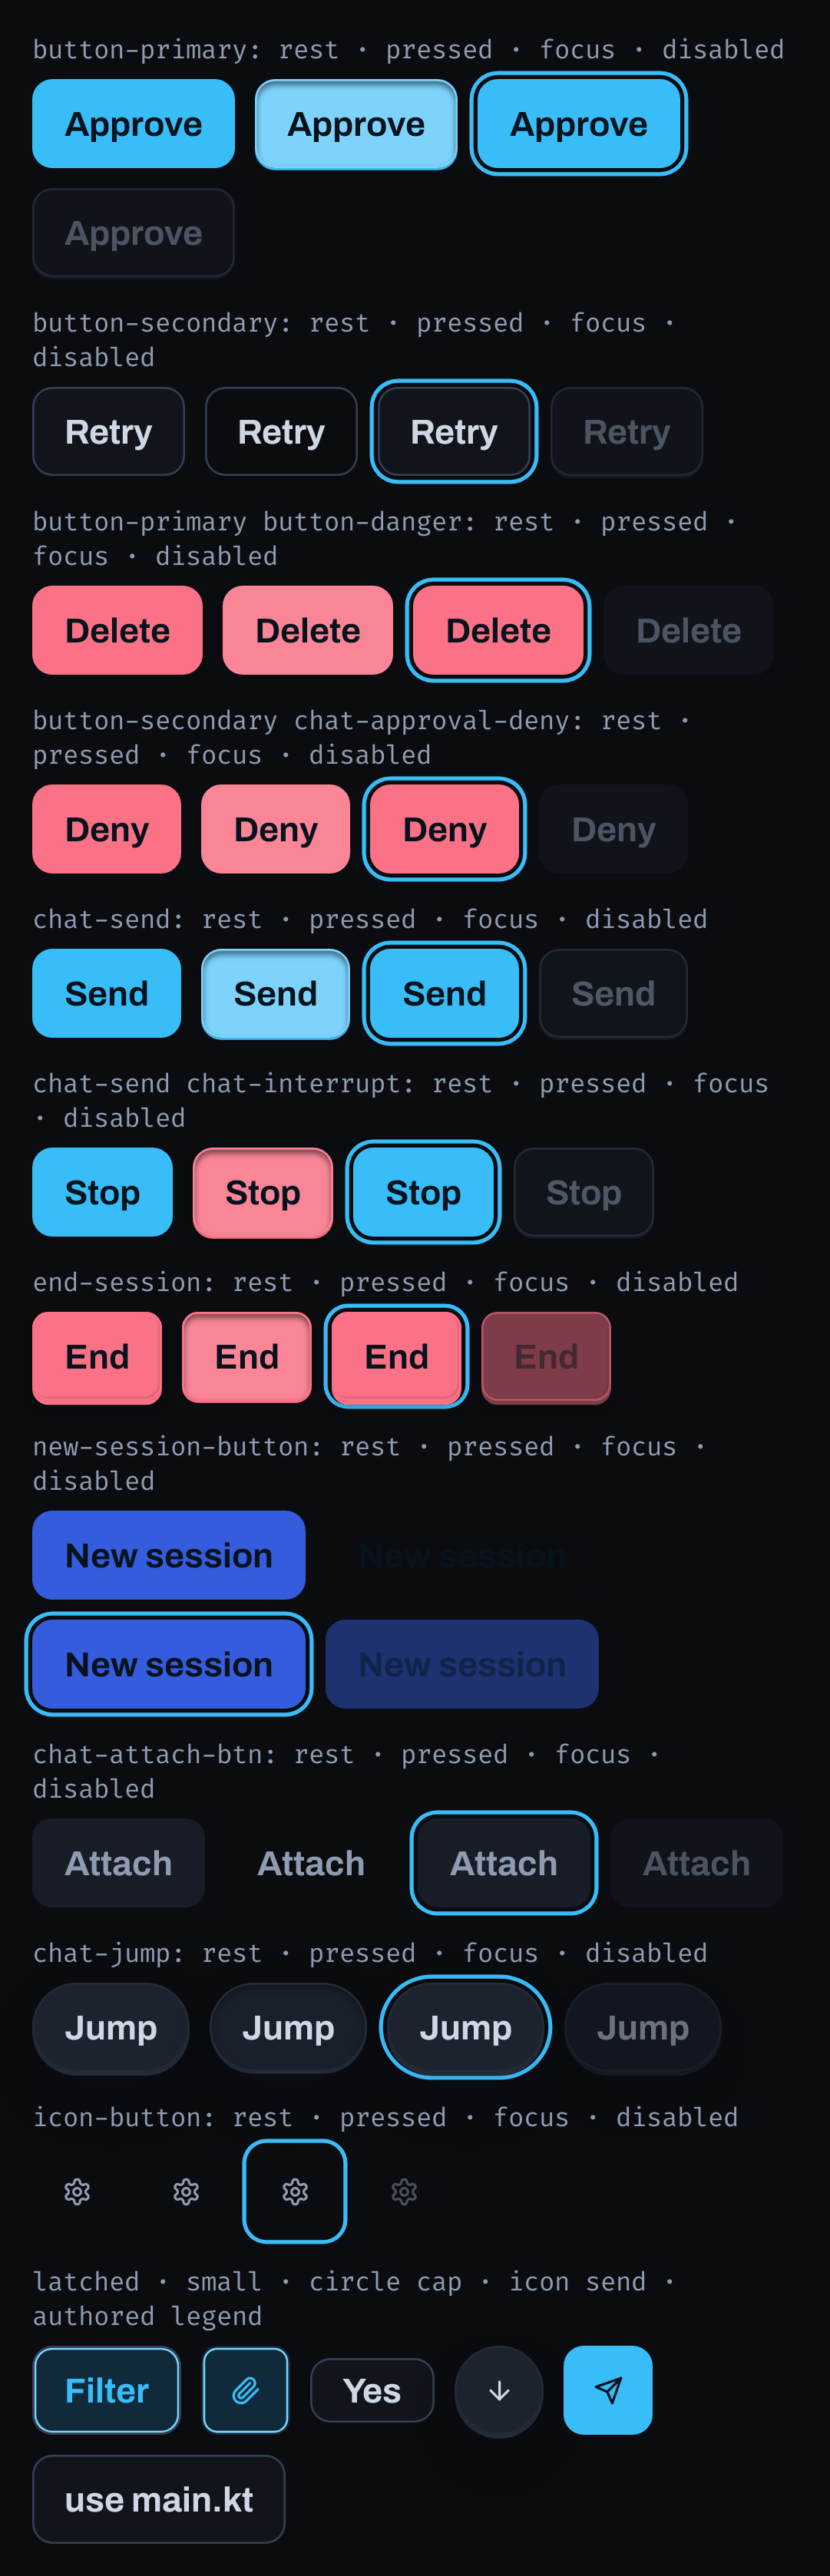 button-primary: rest · pressed · focus · disabled
Approve Approve Approve
Approve
button-secondary: rest · pressed · focus ·
disabled
Retry Retry Retry Retry
button-primary button-danger: rest · pressed ·
focus · disabled
Delete Delete Delete Delete
button-secondary chat-approval-deny: rest ·
pressed · focus · disabled
Deny Deny Deny Deny
chat-send: rest · pressed · focus · disabled
Send Send Send Send
chat-send chat-interrupt: rest · pressed · focus
· disabled
Stop Stop Stop Stop
end-session: rest · pressed · focus · disabled
End End End End
new-session-button: rest · pressed · focus ·
disabled
New session New session
New session New session
chat-attach-btn: rest · pressed · focus ·
disabled
Attach Attach Attach Attach
chat-jump: rest · pressed · focus · disabled
Jump Jump Jump Jump
icon-button: rest · pressed · focus · disabled
latched · small · circle cap · icon send ·
authored legend
Filter Yes
use main.kt